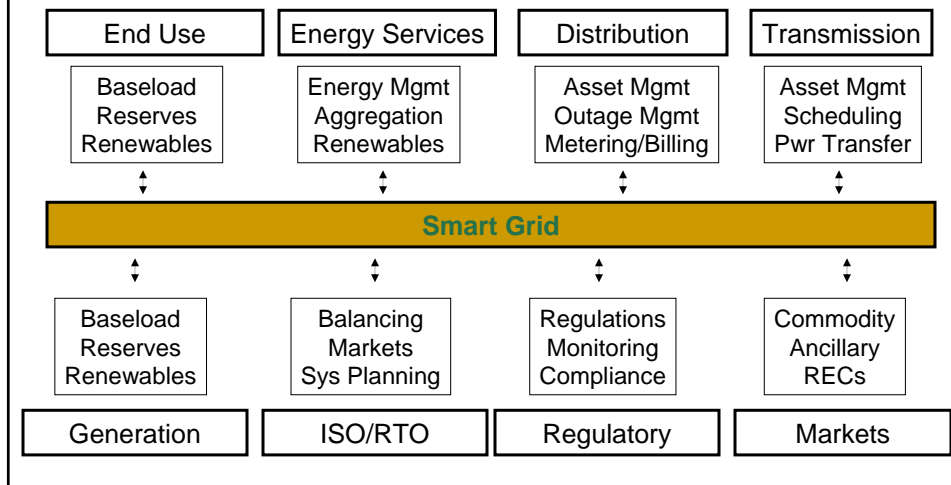 End Use
Energy Services
Distribution
Transmission
Baseload
Reserves
Renewables
Energy Mgmt
Aggregation
Renewables
Asset Mgmt
Outage Mgmt
Metering/Billing
Asset Mgmt
Scheduling
Pwr Transfer
Smart Grid
Baseload
Reserves
Renewables
Balancing
Markets
Sys Planning
Regulations
Monitoring
Compliance
Commodity
Ancillary
RECs
Generation
ISO/RTO
Regulatory
Markets